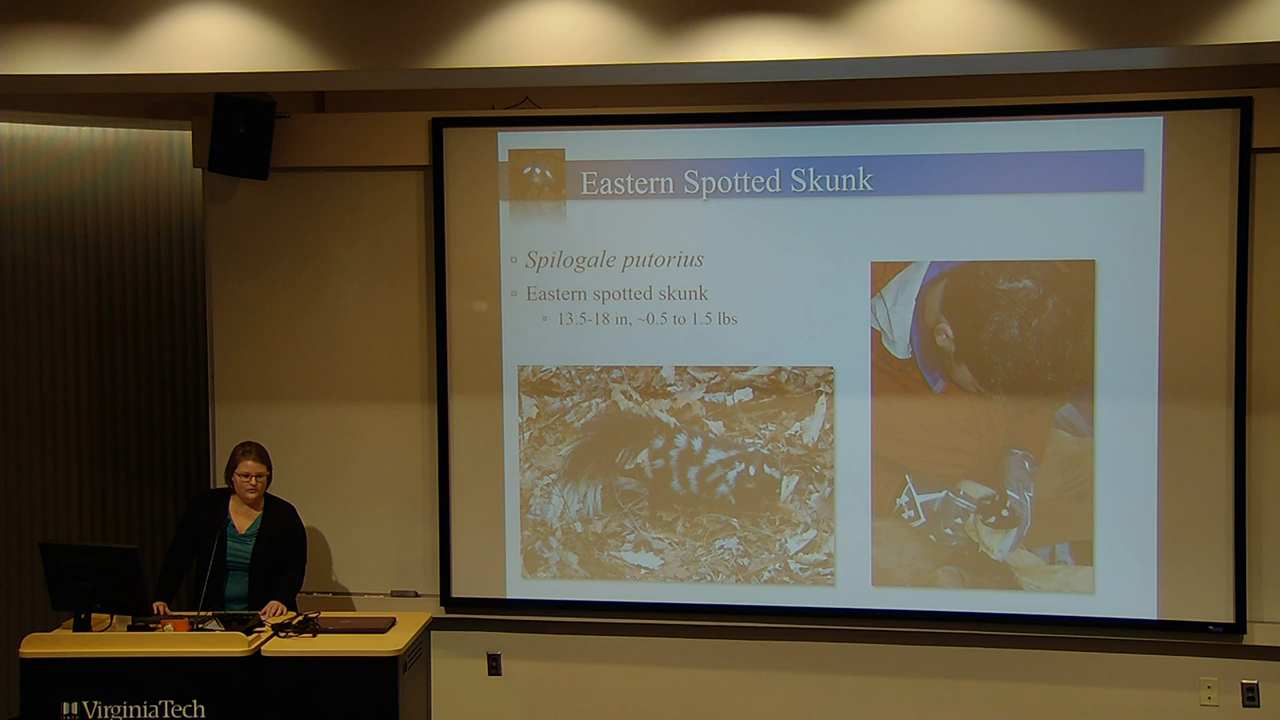 Eastern Spotted Skunk
Spilogale putorius
Eastern spotted skunk
13.5-18 in, ~0.5 to 1.5 lbs
VirginiaTech